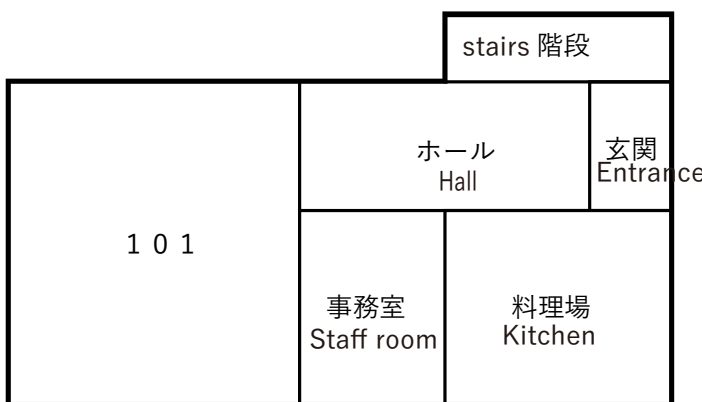 stairs 階段
ホール
Hall
玄関
Entrance
１０１
事務室
Staff room
料理場
Kitchen